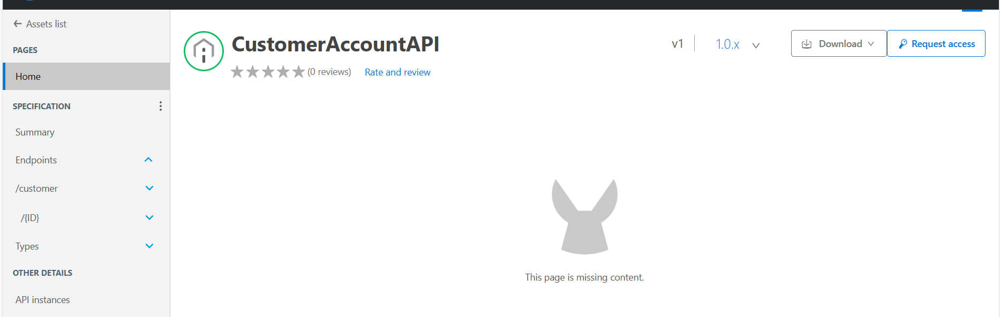 Assets list
PAGES
Home
SPECIFICATION
Summary
Endpoints
/customer
/{ID}
Types
OTHER DETAILS
API instances
CustomerAccountAPI
(0 reviews) Rate and review
v1 1.0.x
Download
Request access
This page is missing content.